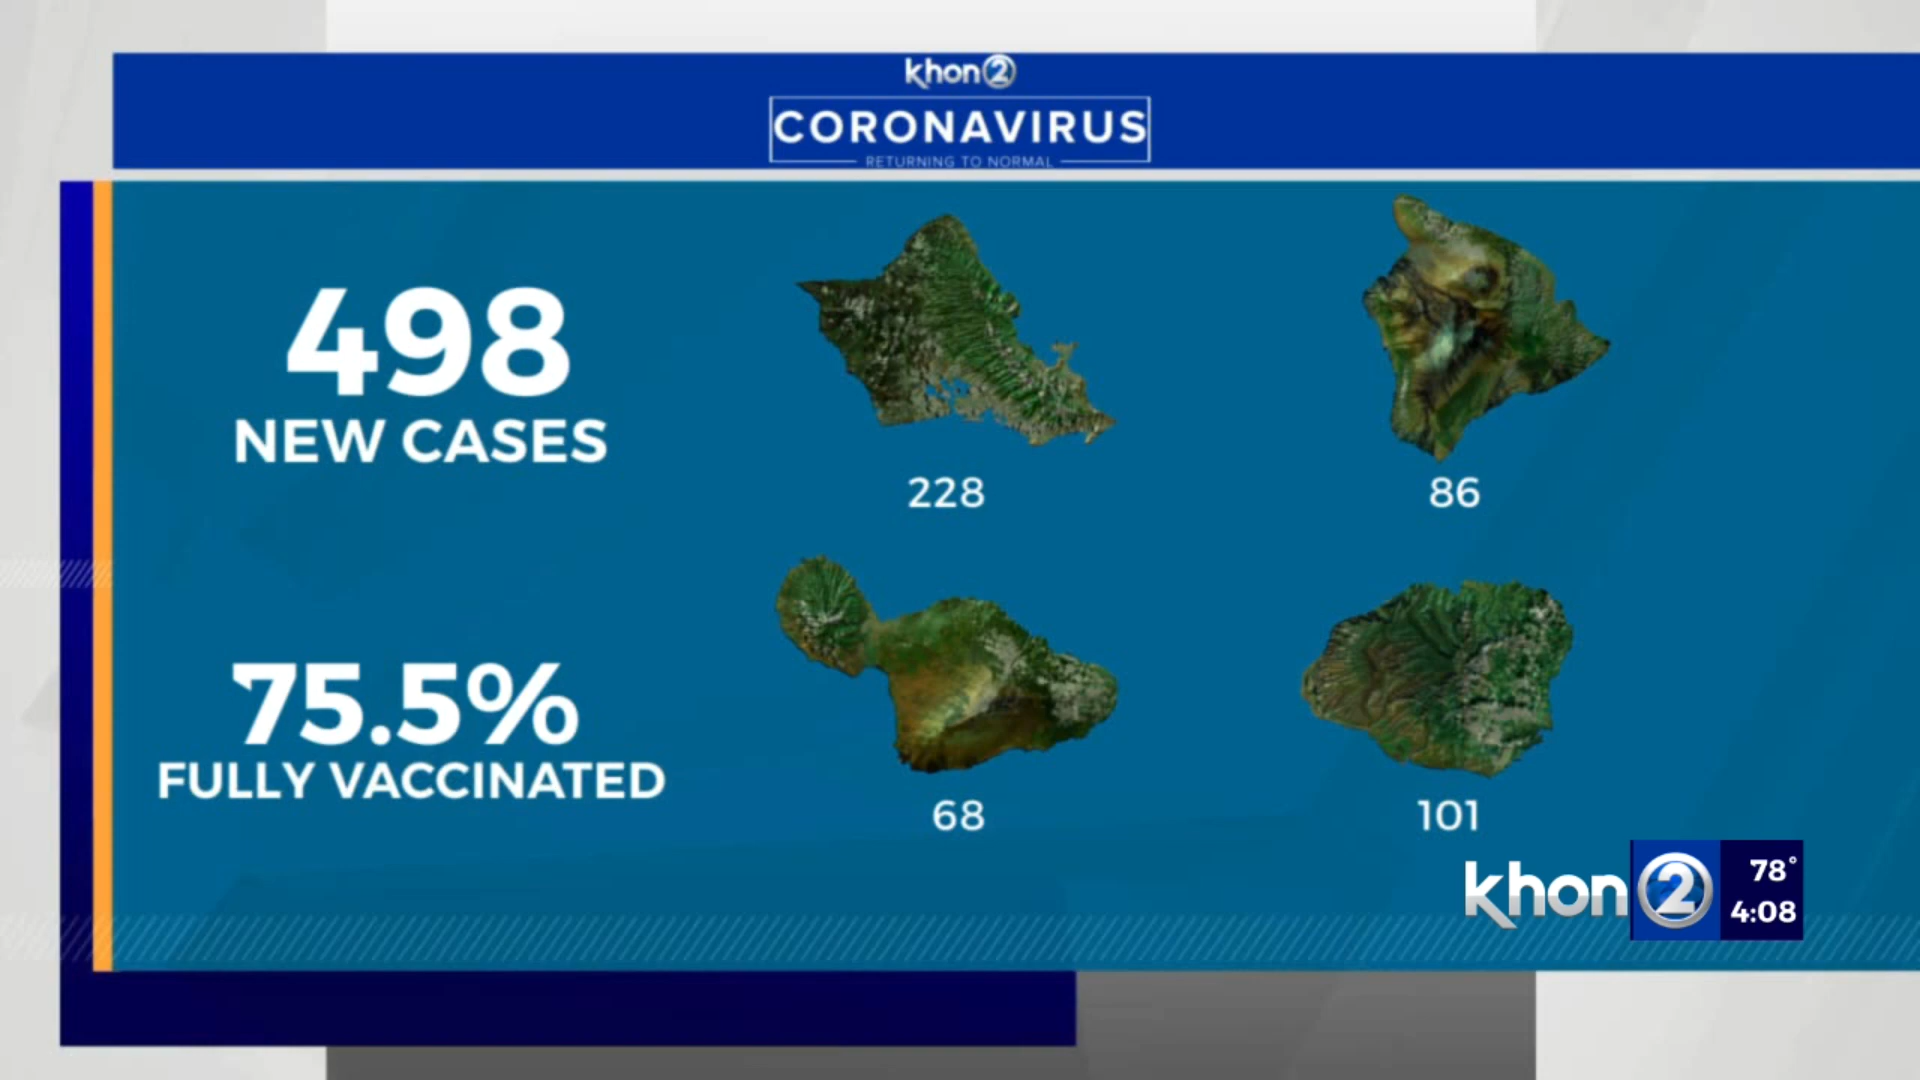 khon2
CORONAVIRUS
RETURNING TO NORMAL
498
NEW CASES
75.5%
FULLY VACCINATED
228
86
68
101
khon2
78°
4:08